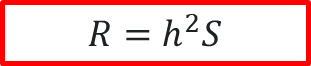 R = h²S